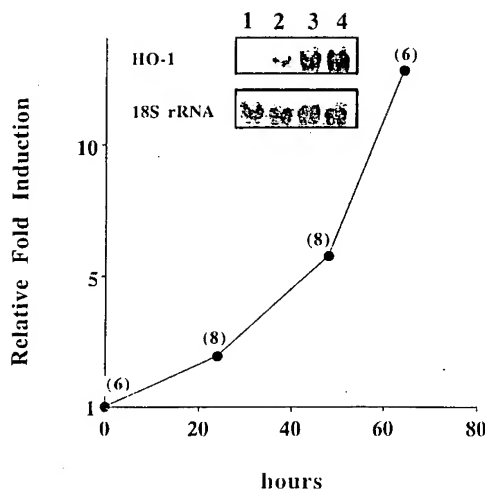 1 2 3 4
HO-1
18S rRNA
(6)
10
(8)
5
(8)
(6)
1
0 20 40 60 80
Relative Fold Induction
hours